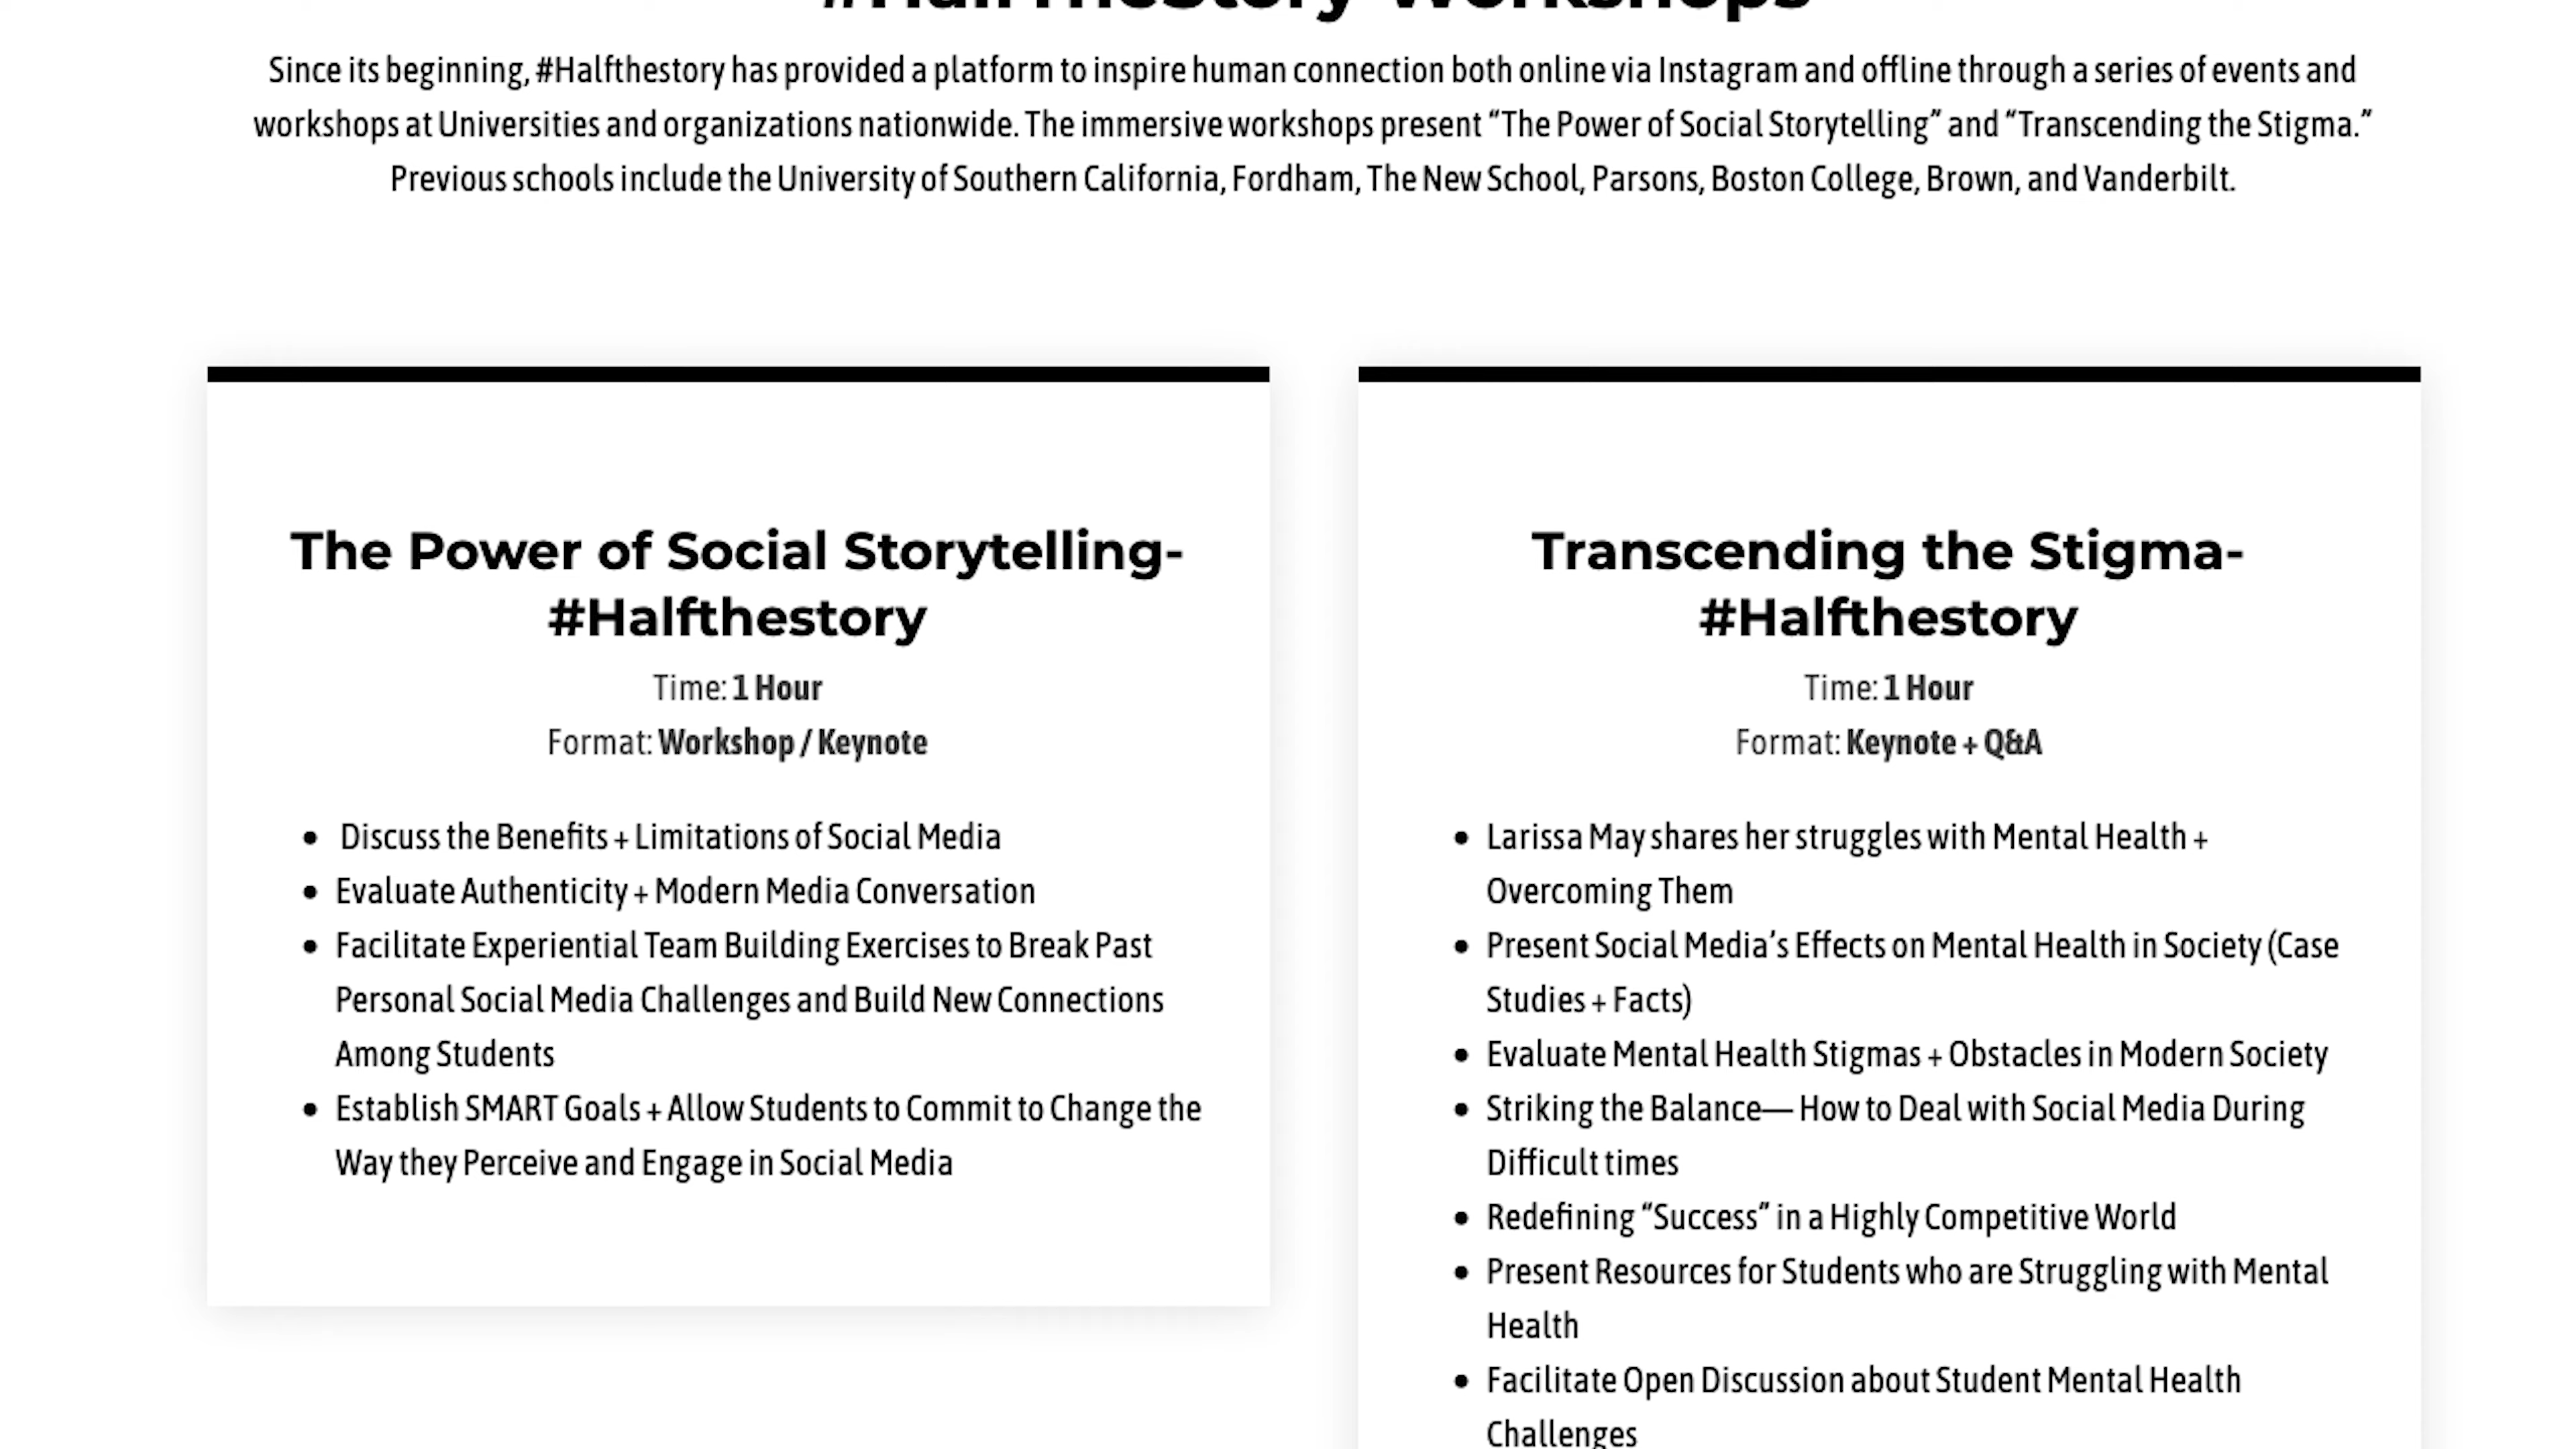 #HalfTheStory Workshops
Since its beginning, #Halfthestory has provided a platform to inspire human connection both online via Instagram and offline through a series of events and
workshops at Universities and organizations nationwide. The immersive workshops present “The Power of Social Storytelling” and “Transcending the Stigma.”
Previous schools include the University of Southern California, Fordham, The New School, Parsons, Boston College, Brown, and Vanderbilt.
The Power of Social Storytelling-
#Halfthestory
Time: 1 Hour
Format: Workshop / Keynote
• Discuss the Benefits + Limitations of Social Media
• Evaluate Authenticity + Modern Media Conversation
• Facilitate Experiential Team Building Exercises to Break Past
Personal Social Media Challenges and Build New Connections
Among Students
• Establish SMART Goals + Allow Students to Commit to Change the
Way they Perceive and Engage in Social Media
Transcending the Stigma-
#Halfthestory
Time: 1 Hour
Format: Keynote + Q&A
• Larissa May shares her struggles with Mental Health +
Overcoming Them
• Present Social Media’s Effects on Mental Health in Society (Case
Studies + Facts)
• Evaluate Mental Health Stigmas + Obstacles in Modern Society
• Striking the Balance— How to Deal with Social Media During
Difficult times
• Redefining “Success” in a Highly Competitive World
• Present Resources for Students who are Struggling with Mental
Health
• Facilitate Open Discussion about Student Mental Health
Challenges